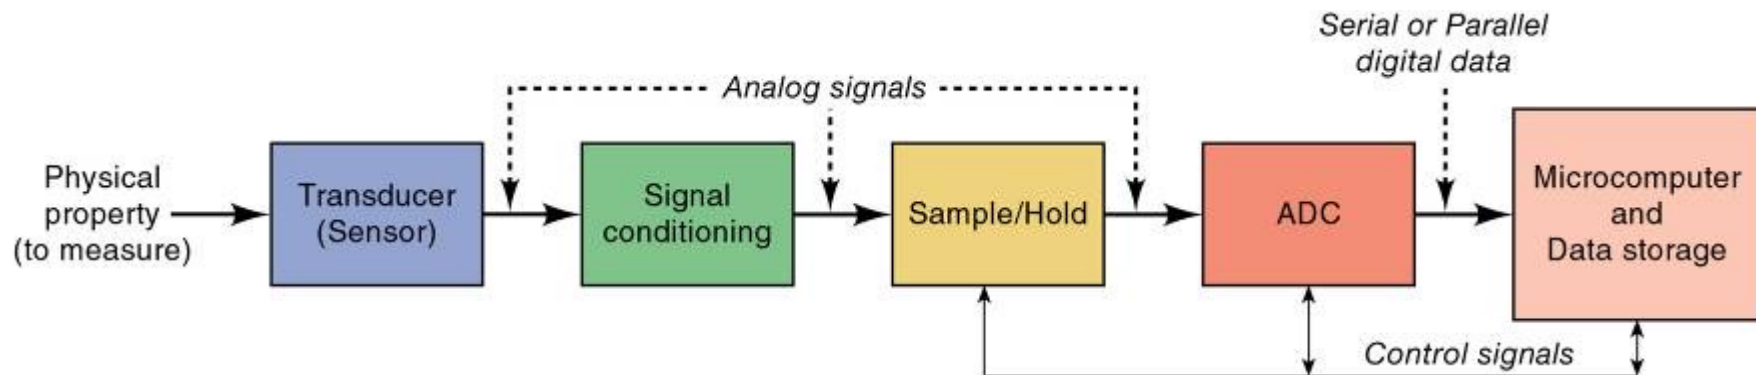 Serial or Parallel
digital data
Analog signals
Physical
property
(to measure)
Transducer
(Sensor)
Signal
conditioning
Sample/Hold
ADC
Microcomputer
and
Data storage
Control signals